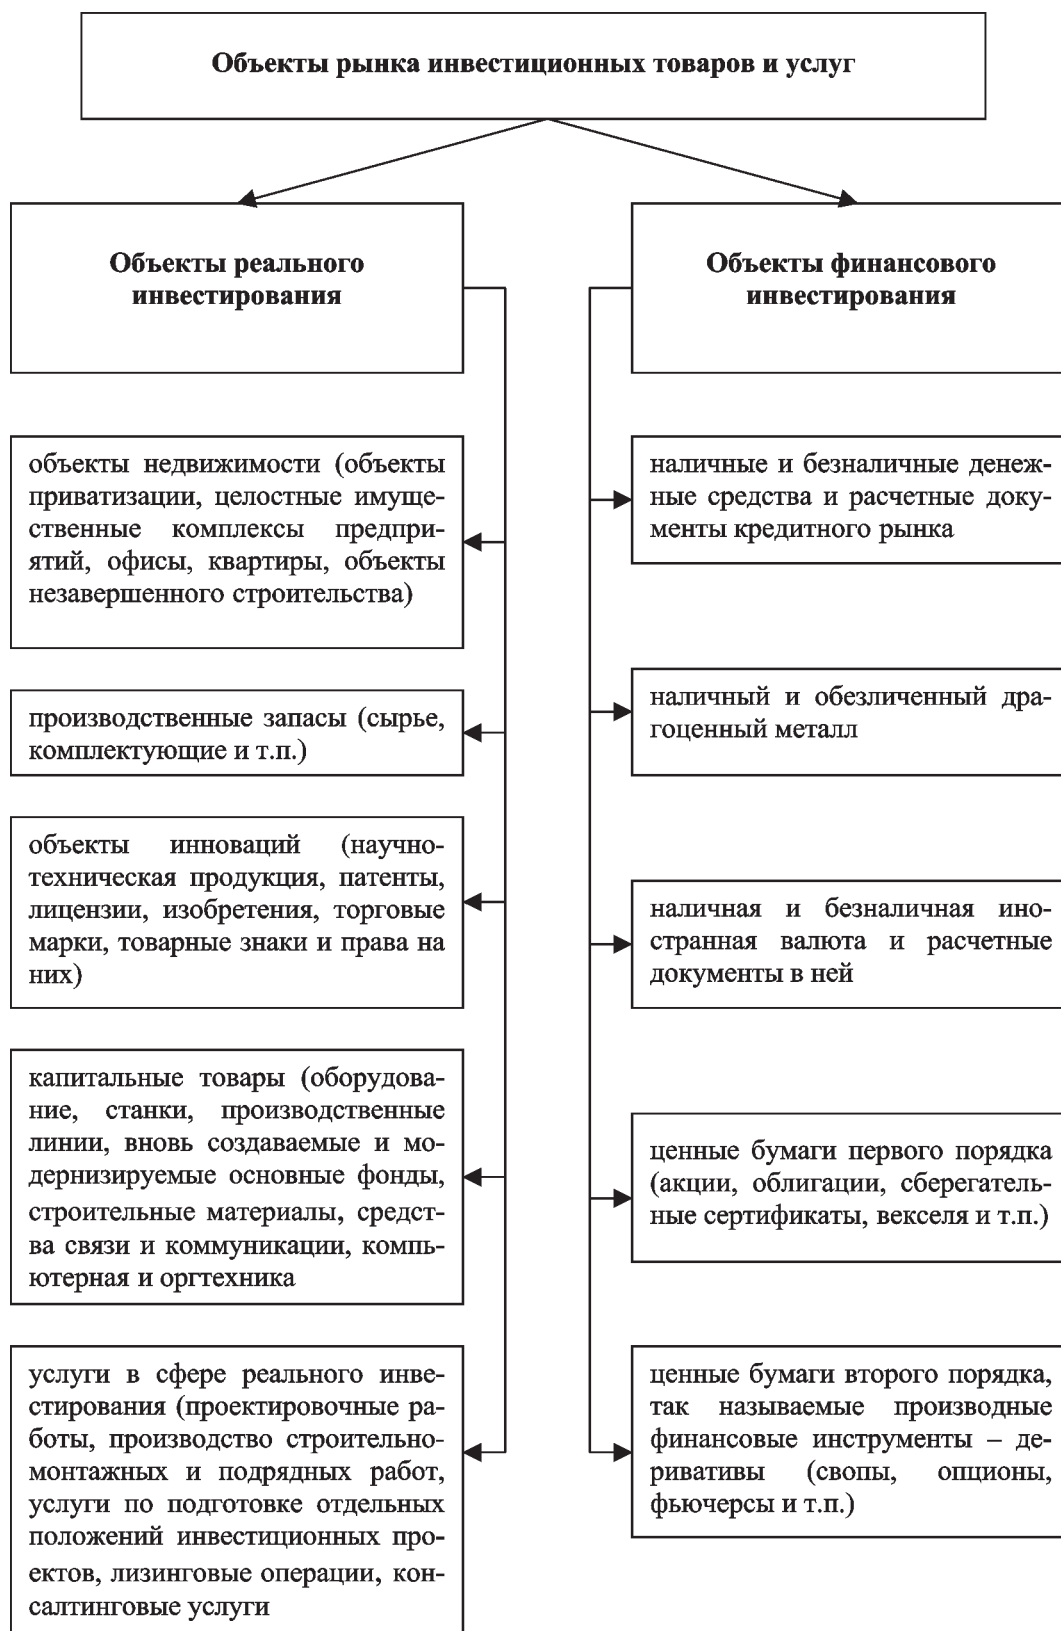 Объекты рынка инвестиционных товаров и услуг
Объекты реального
инвестирования
объекты недвижимости (объекты
приватизации, целостные имуще-
ственные комплексы предпри-
ятий, офисы, квартиры, объекты
незавершенного строительства)
производственные запасы (сырье,
комплектующие и т.п.)
объекты инноваций (научно-
техническая продукция, патенты,
лицензии, изобретения, торговые
марки, товарные знаки и права на
них)
капитальные товары (оборудова-
ние, станки, производственные
линии, вновь создаваемые и мо-
дернизируемые основные фонды,
строительные материалы, средст-
ва связи и коммуникации, компь-
ютерная и оргтехника
услуги в сфере реального инве-
стирования (проектировочные ра-
боты, производство строительно-
монтажных и подрядных работ,
услуги по подготовке отдельных
положений инвестиционных про-
ектов, лизинговые операции, кон-
салтинговые услуги
Объекты финансового
инвестирования
наличные и безналичные денеж-
ные средства и расчетные доку-
менты кредитного рынка
наличный и обезличенный дра-
гоценный металл
наличная и безналичная ино-
странная валюта и расчетные
документы в ней
ценные бумаги первого порядка
(акции, облигации, сберегатель-
ные сертификаты, векселя и т.п.)
ценные бумаги второго порядка,
так называемые производные
финансовые инструменты – де-
ривативы (свопы, опционы,
фьючерсы и т.п.)